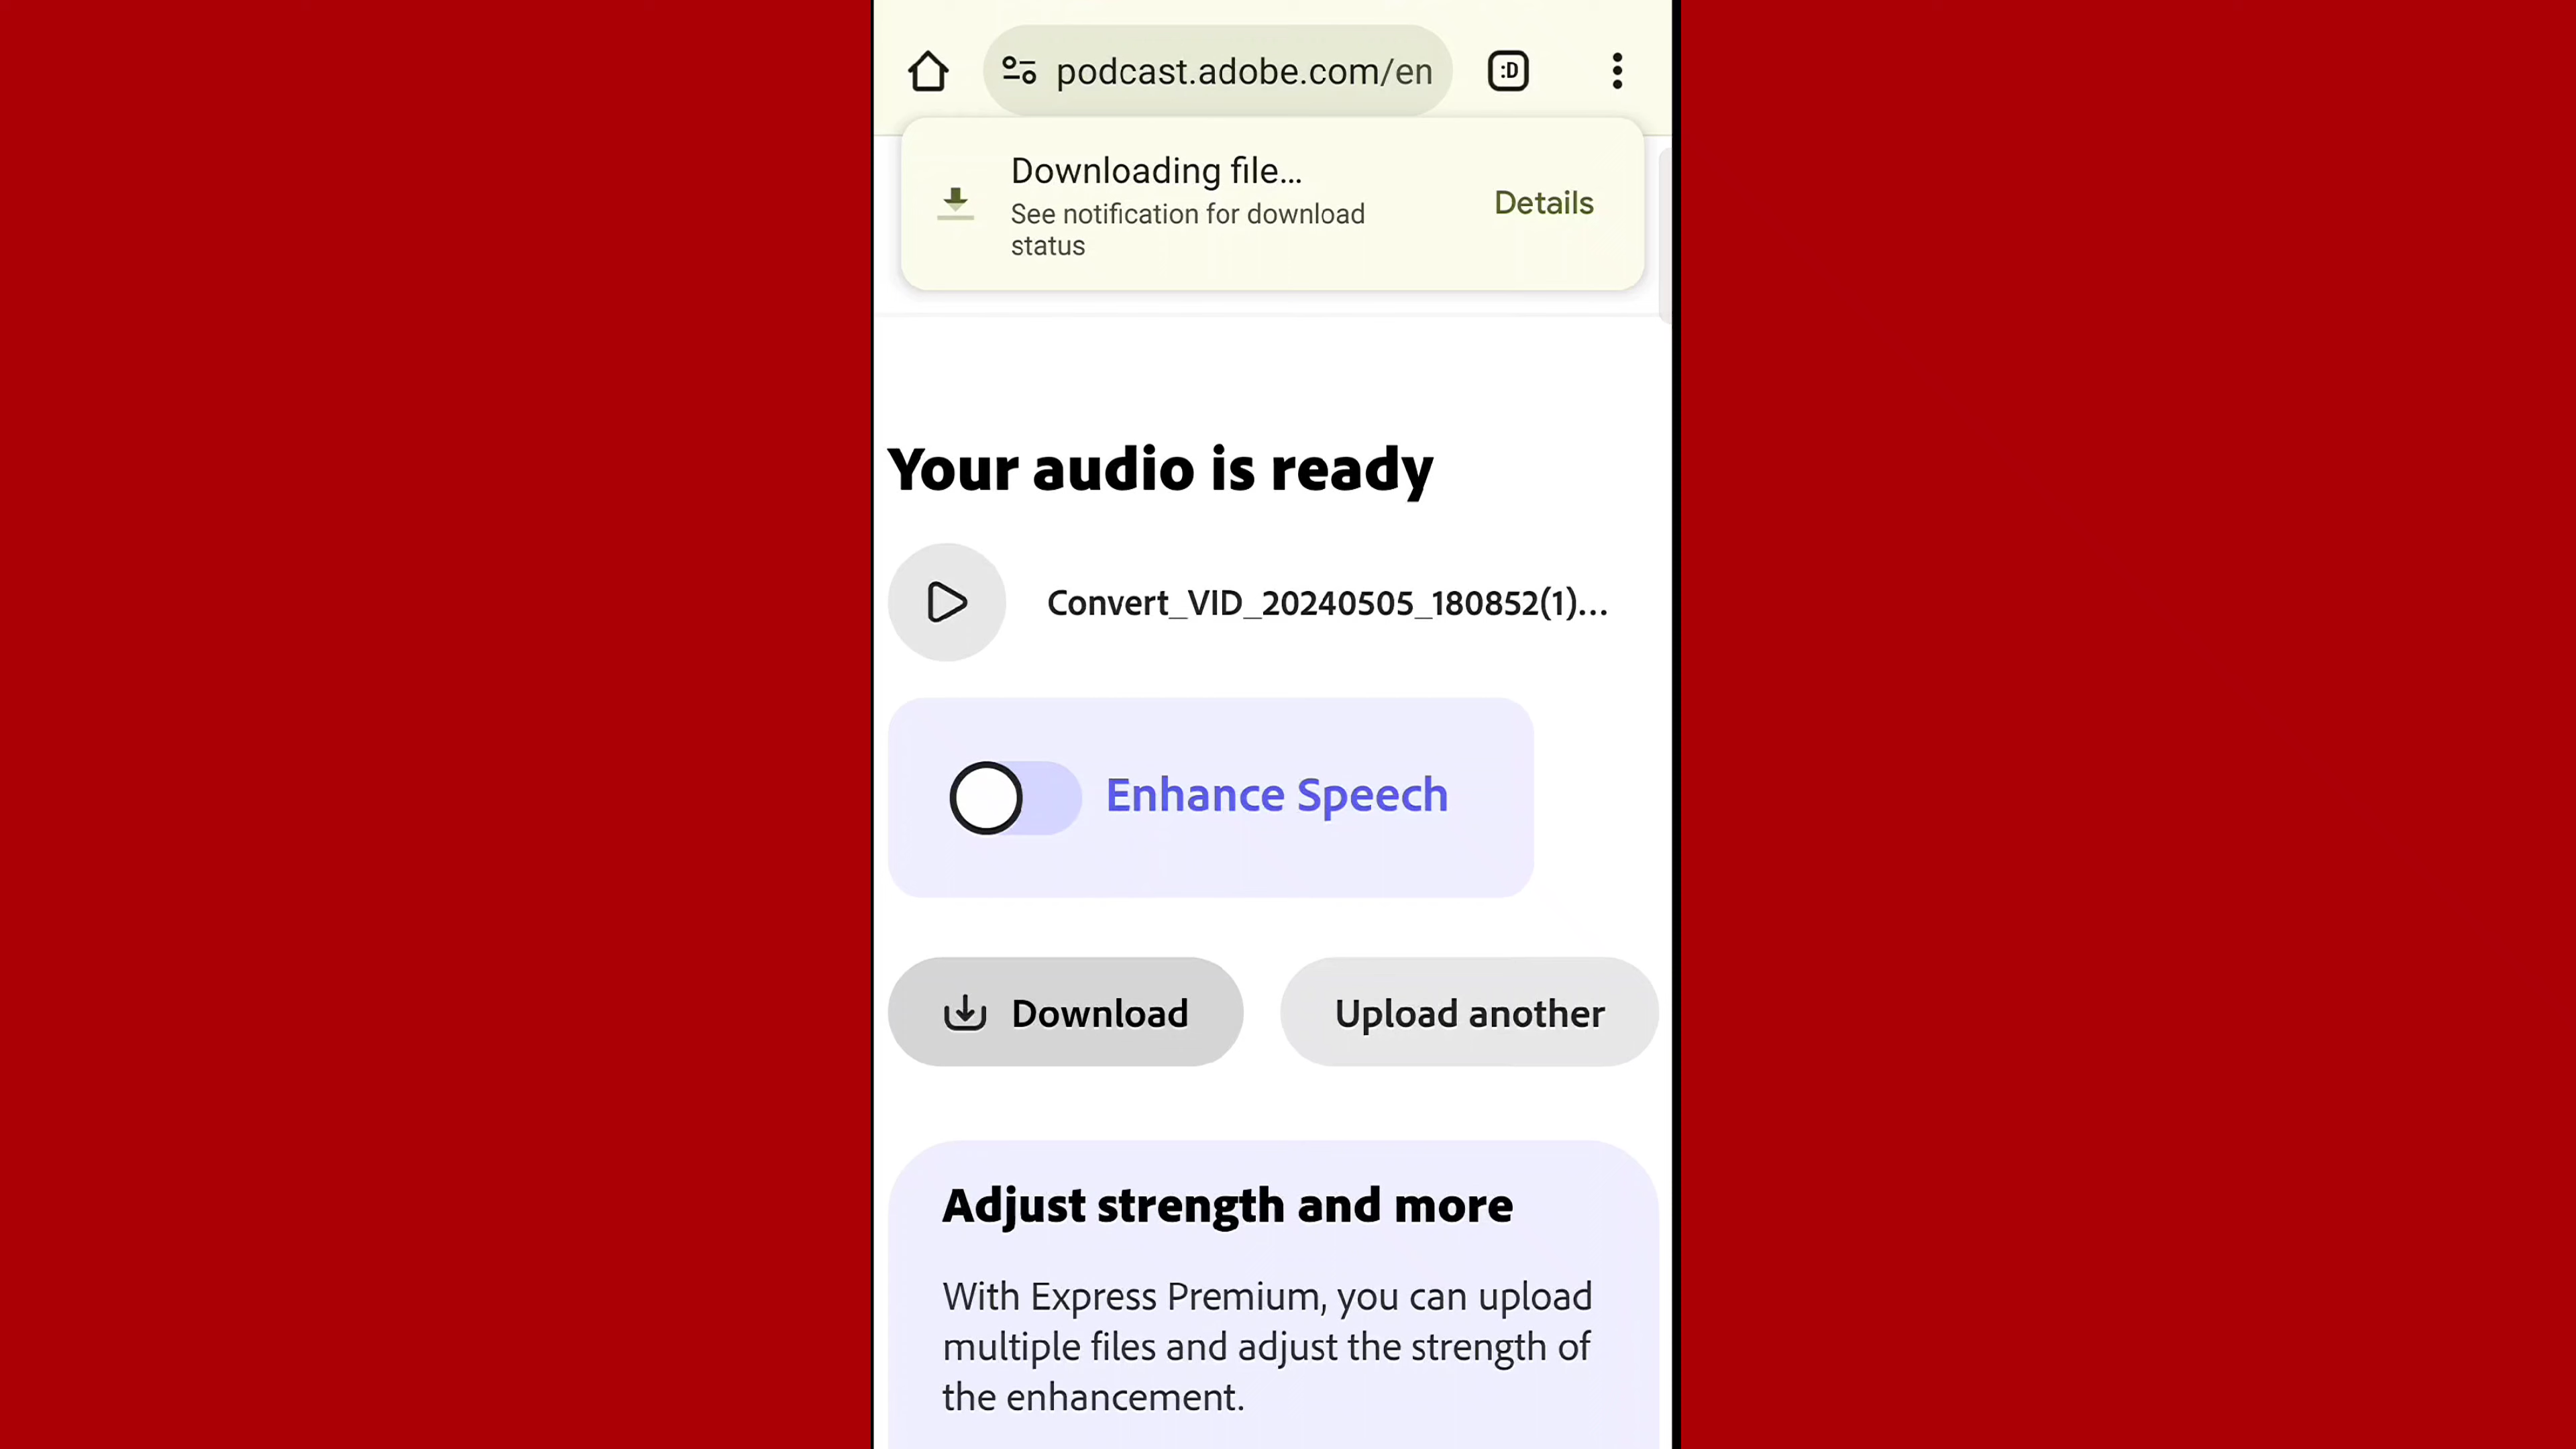 podcast.adobe.com/en
:D
Downloading file...
See notification for download
status
Details
Your audio is ready
Convert_VID_20240505_180852(1)...
Enhance Speech
Download
Upload another
Adjust strength and more
With Express Premium, you can upload
multiple files and adjust the strength of
the enhancement.